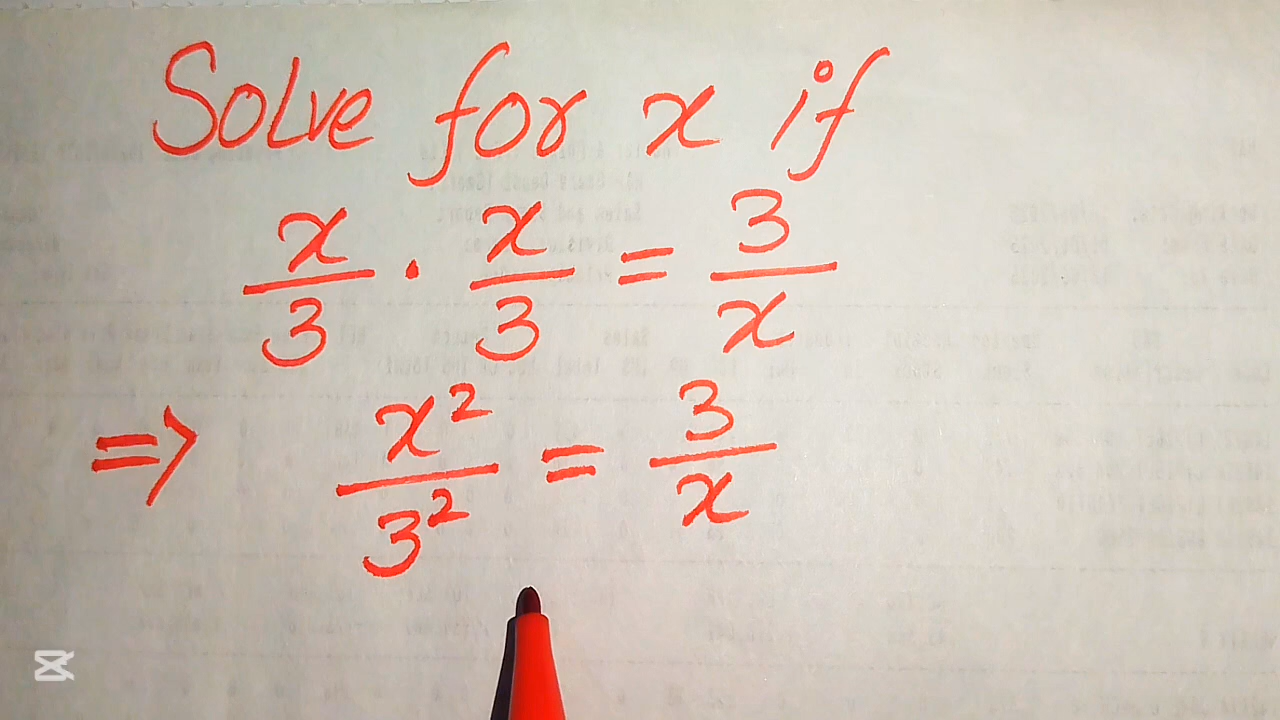 Solve for x if
x/3 · x/3 = 3/x
=> x²/3² = 3/x